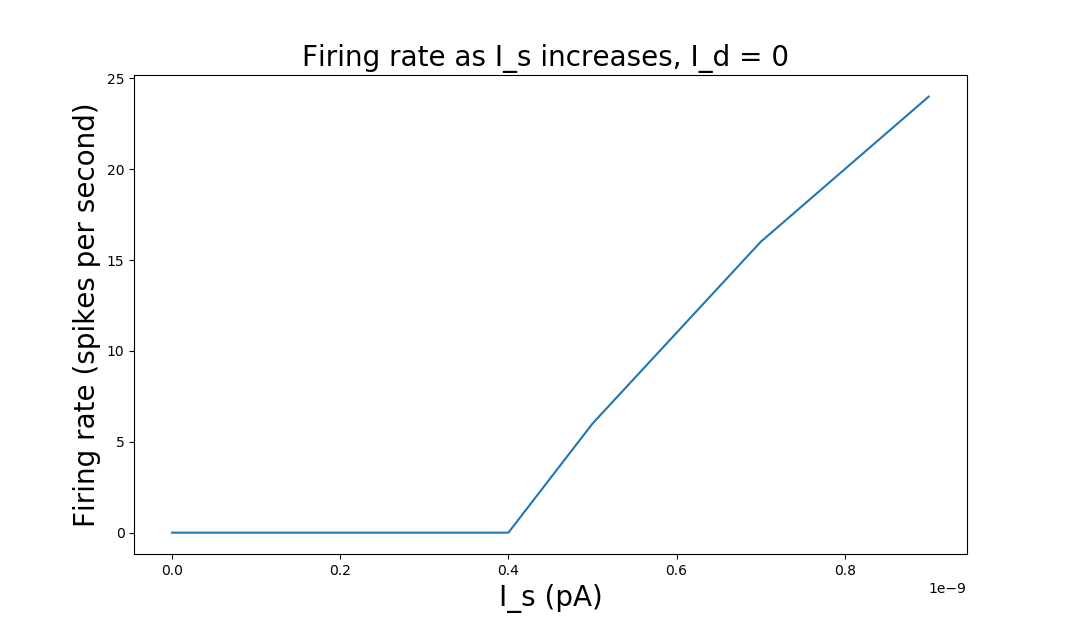 Firing rate as I_s increases, I_d = 0
Firing rate (spikes per second)
25
20
15
10
5
0
0.0 0.2 0.4 0.6 0.8
1e−9
I_s (pA)